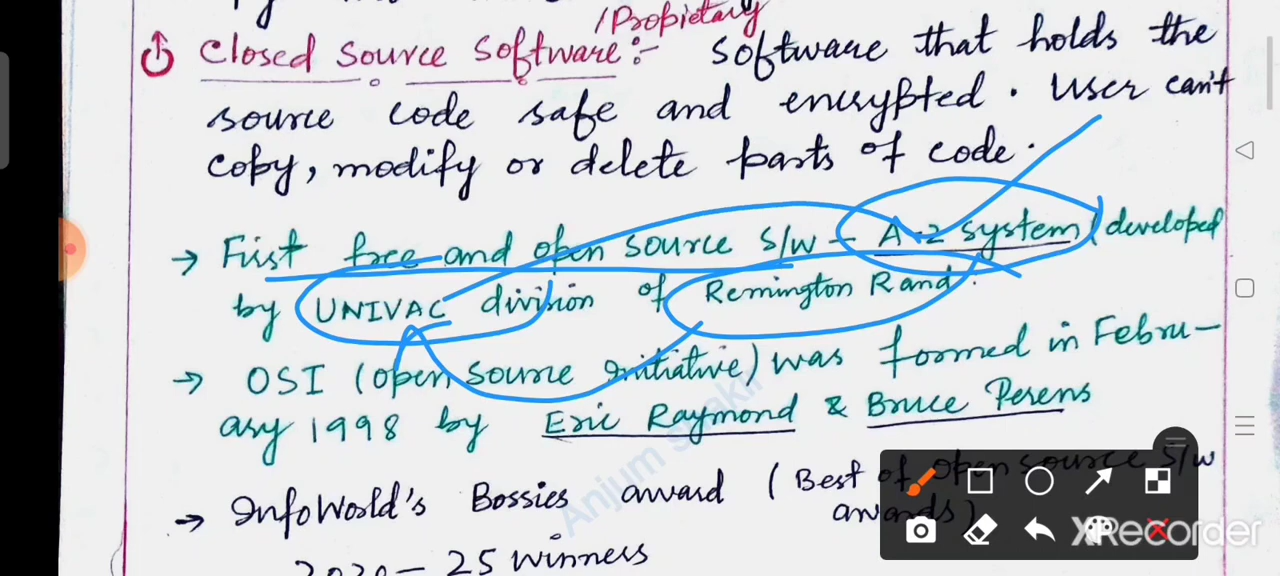 /Propietary
Closed Source Software :- Software that holds the
source code safe and encrypted. User can't
copy, modify or delete parts of code.
→ First free and open source s/w – A-2 system (developed
by UNIVAC division of Remington Rand.
→ OSI (open source initiative) was formed in Febru-
ary 1998 by Eric Raymond & Bruce Perens
→ InfoWorld's Bossies award (Best of open source s/w
awards)
2020 – 25 winners
Anjum Shakir
XRecorder